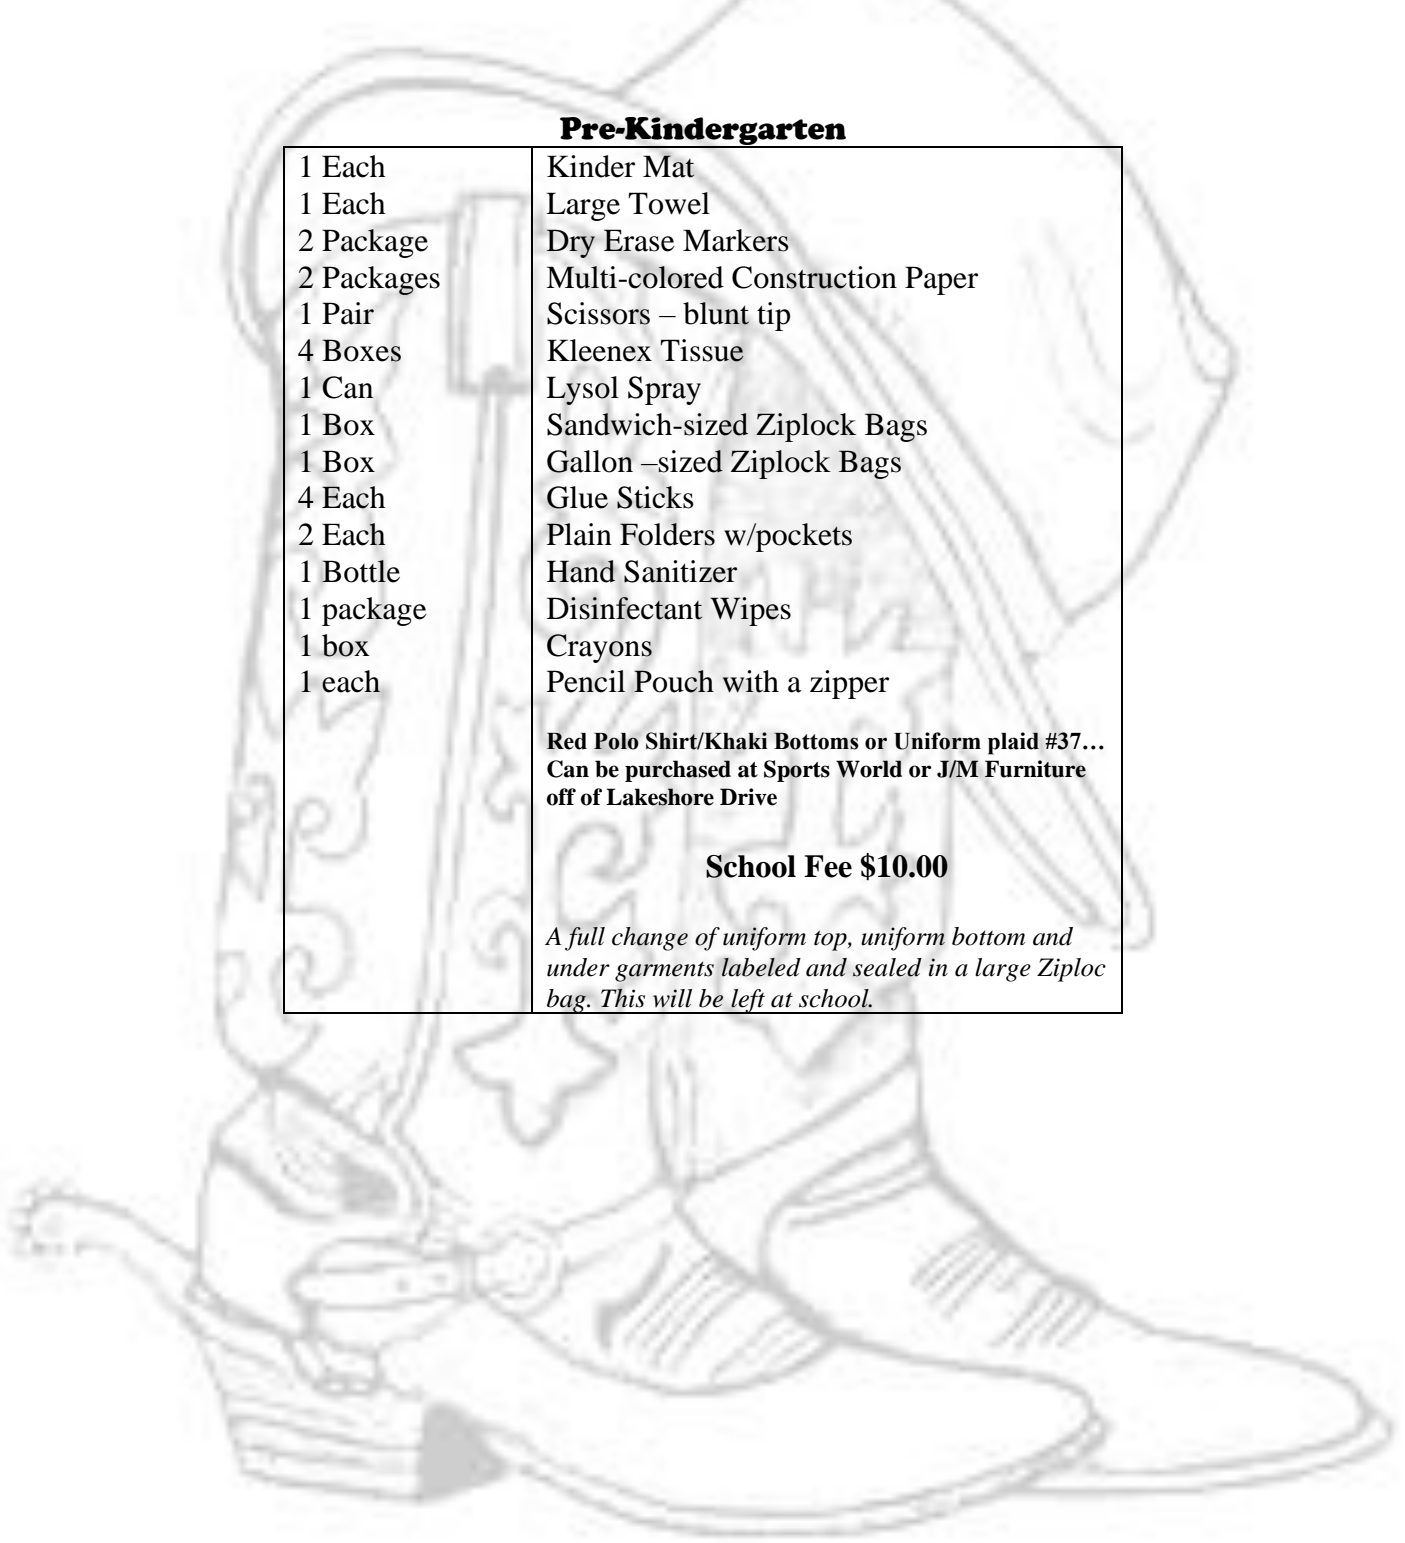 Pre-Kindergarten
1 Each Kinder Mat
1 Each Large Towel
2 Package Dry Erase Markers
2 Packages Multi-colored Construction Paper
1 Pair Scissors – blunt tip
4 Boxes Kleenex Tissue
1 Can Lysol Spray
1 Box Sandwich-sized Ziplock Bags
1 Box Gallon –sized Ziplock Bags
4 Each Glue Sticks
2 Each Plain Folders w/pockets
1 Bottle Hand Sanitizer
1 package Disinfectant Wipes
1 box Crayons
1 each Pencil Pouch with a zipper
Red Polo Shirt/Khaki Bottoms or Uniform plaid #37…
Can be purchased at Sports World or J/M Furniture
off of Lakeshore Drive
School Fee $10.00
A full change of uniform top, uniform bottom and
under garments labeled and sealed in a large Ziploc
bag. This will be left at school.